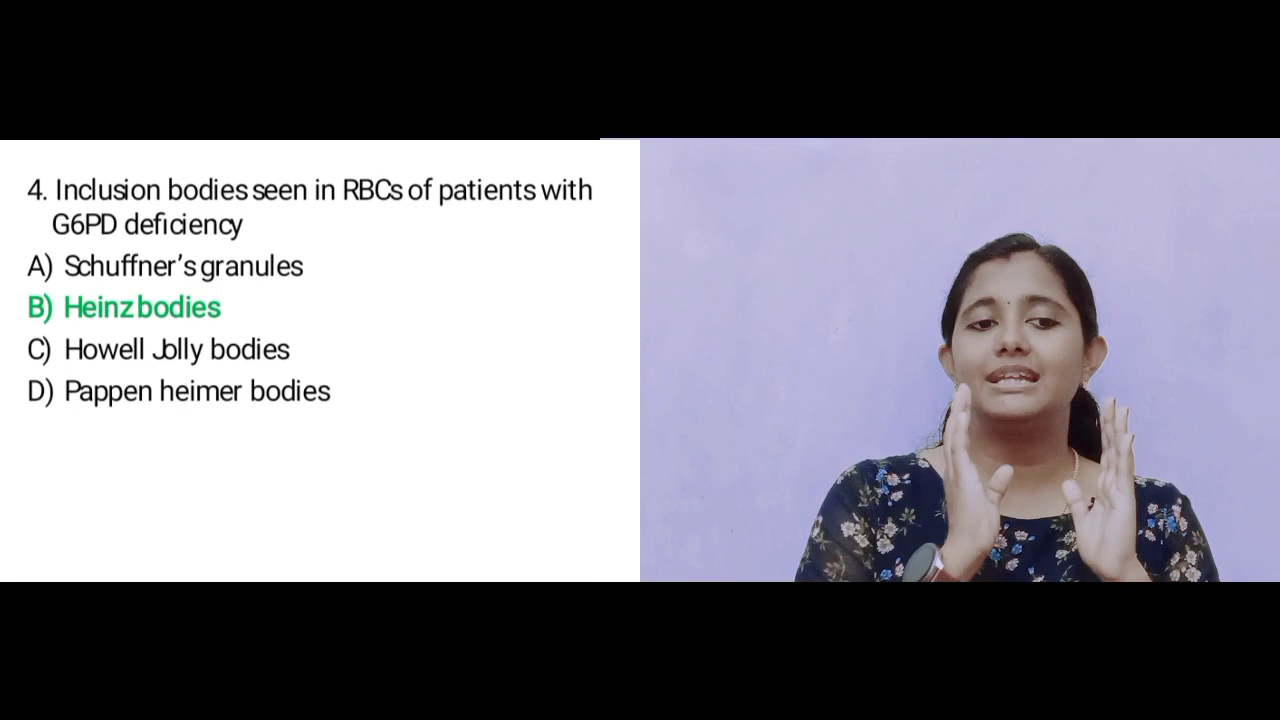 4. Inclusion bodies seen in RBCs of patients with
G6PD deficiency
A) Schuffner's granules
B) Heinz bodies
C) Howell Jolly bodies
D) Pappen heimer bodies